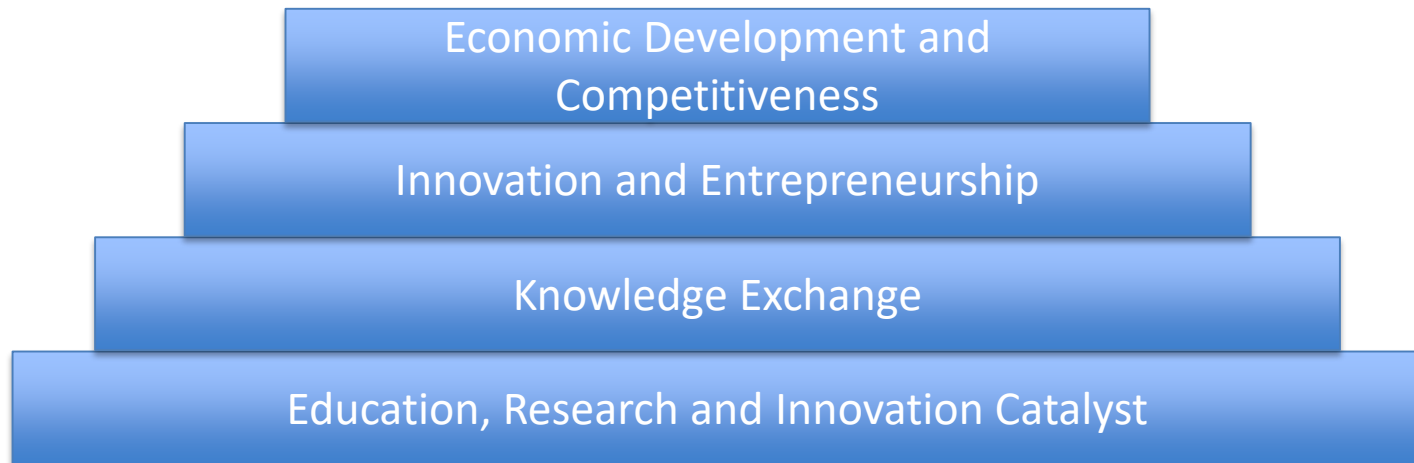 Economic Development and
Competitiveness
Innovation and Entrepreneurship
Knowledge Exchange
Education, Research and Innovation Catalyst